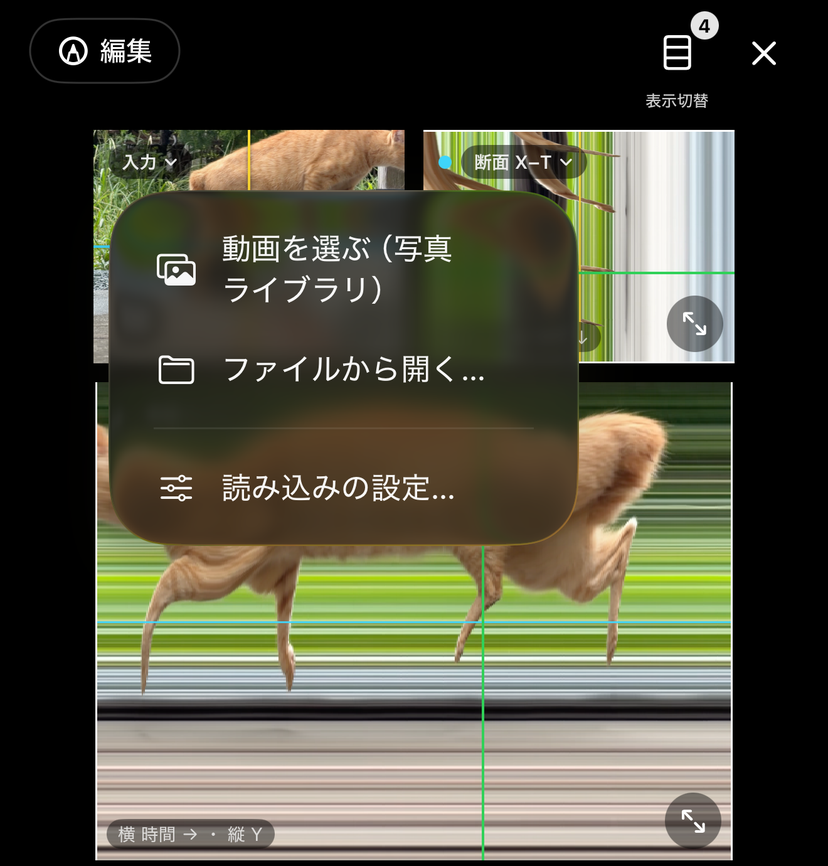 編集
4
表示切替
入力
断面 X–T
動画を選ぶ（写真
ライブラリ）
ファイルから開く...
読み込みの設定...
↓
横 時間 → ・ 縦 Y